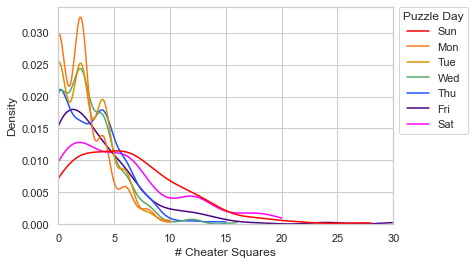 Puzzle Day
Sun
Mon
Tue
Wed
Thu
Fri
Sat
Density
0.030
0.025
0.020
0.015
0.010
0.005
0.000
0
5
10
15
20
25
30
# Cheater Squares